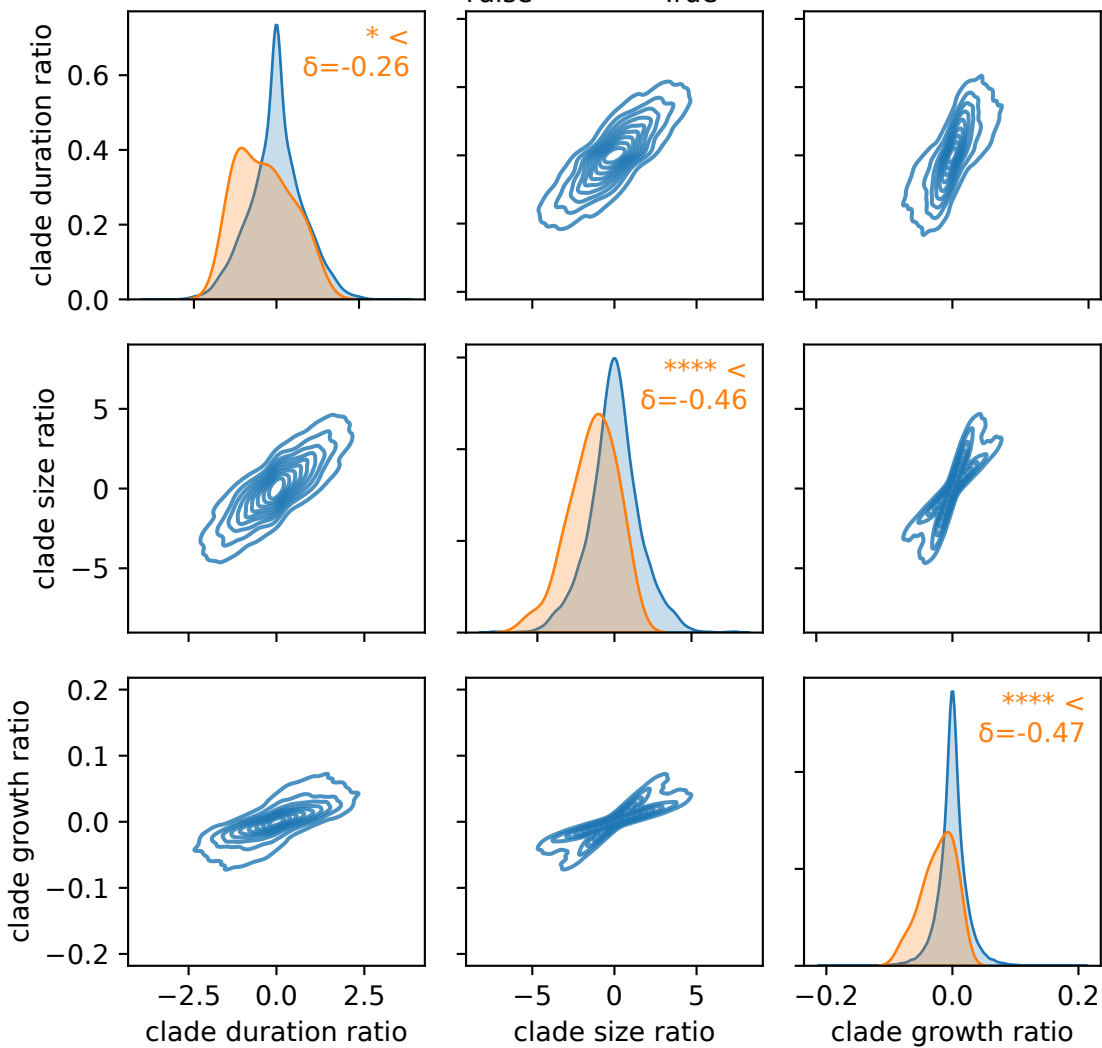 True
clade duration ratio
0.6
0.4
0.2
0.0
* <
δ=-0.26
clade size ratio
5
0
−5
**** <
δ=-0.46
clade growth ratio
0.2
0.1
0.0
−0.1
−0.2
**** <
δ=-0.47
−2.5 0.0 2.5
−5 0 5
−0.2 0.0 0.2
clade duration ratio
clade size ratio
clade growth ratio